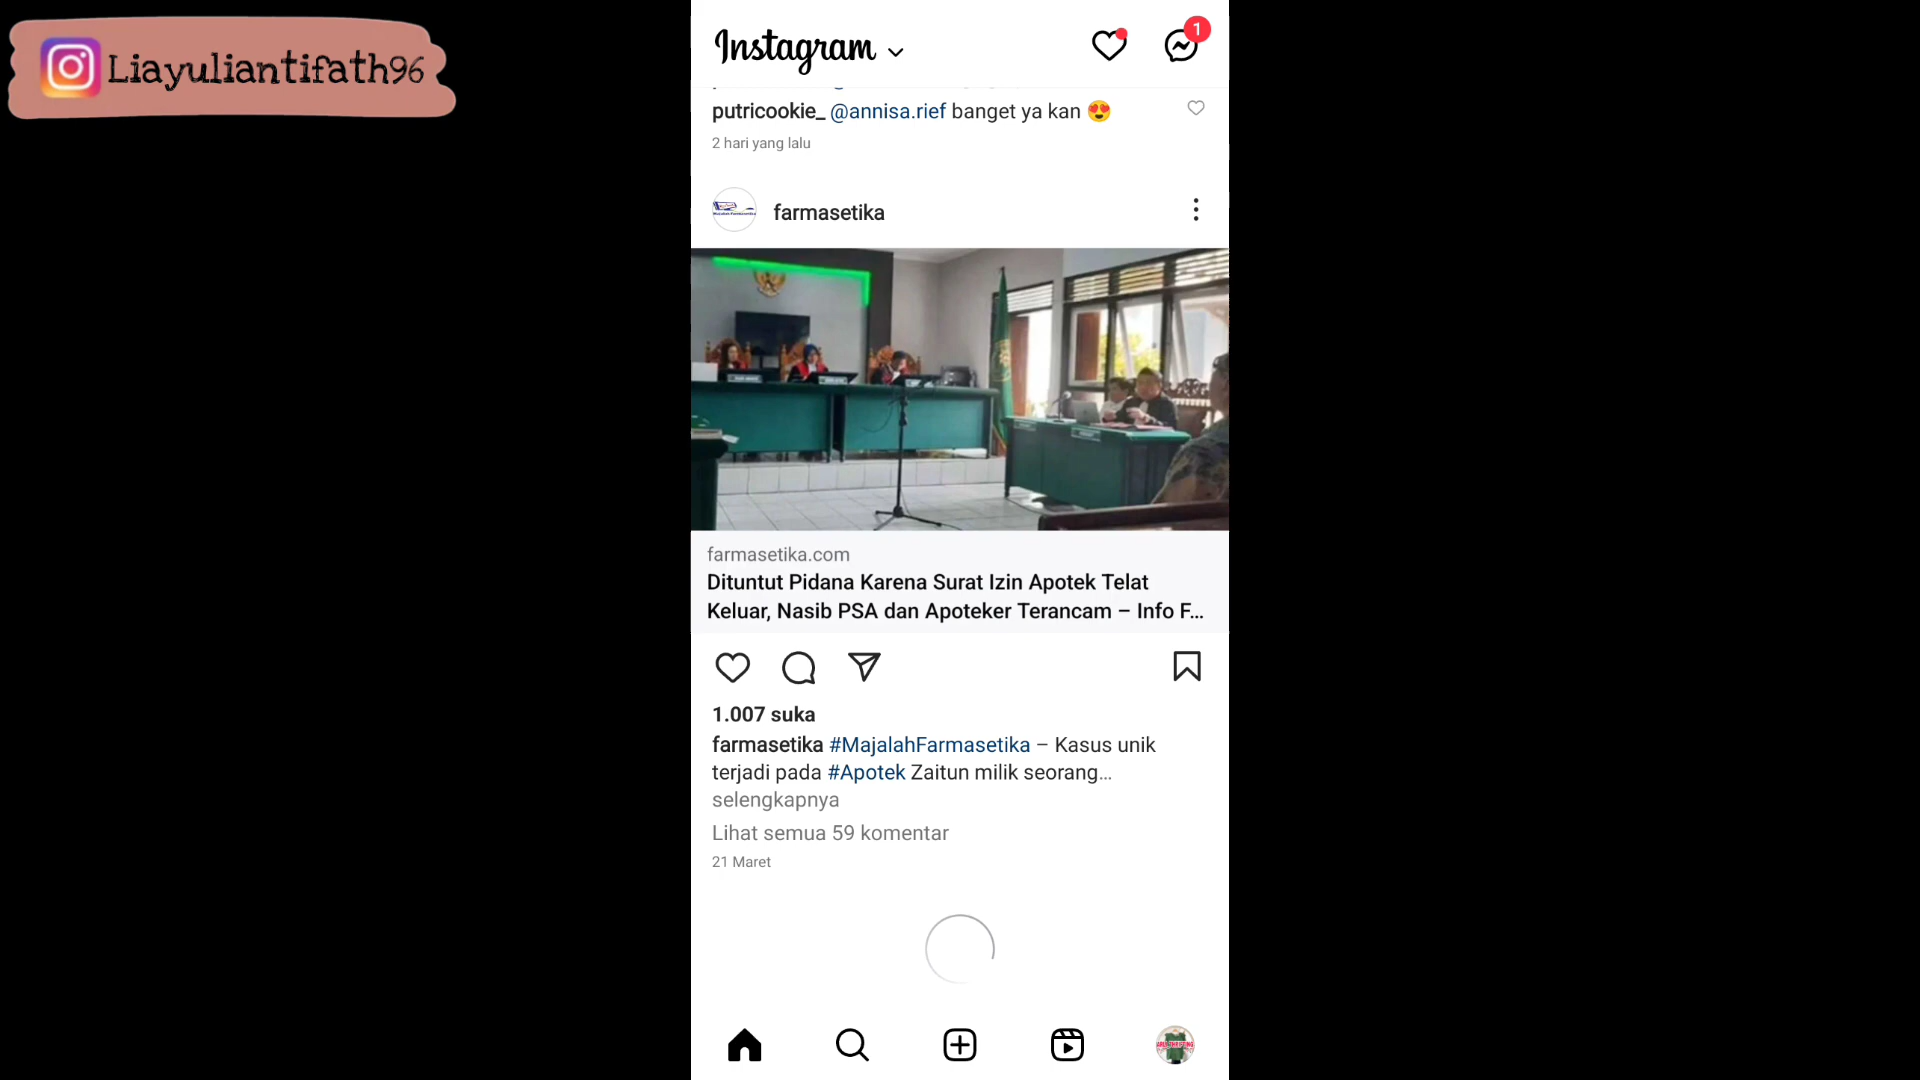 Liayuliantifath96
Instagram
1
putricookie_ @annisa.rief banget ya kan 😍
2 hari yang lalu
farmasetika
farmasetika.com
Dituntut Pidana Karena Surat Izin Apotek Telat
Keluar, Nasib PSA dan Apoteker Terancam – Info F...
1.007 suka
farmasetika #MajalahFarmasetika – Kasus unik
terjadi pada #Apotek Zaitun milik seorang...
selengkapnya
Lihat semua 59 komentar
21 Maret